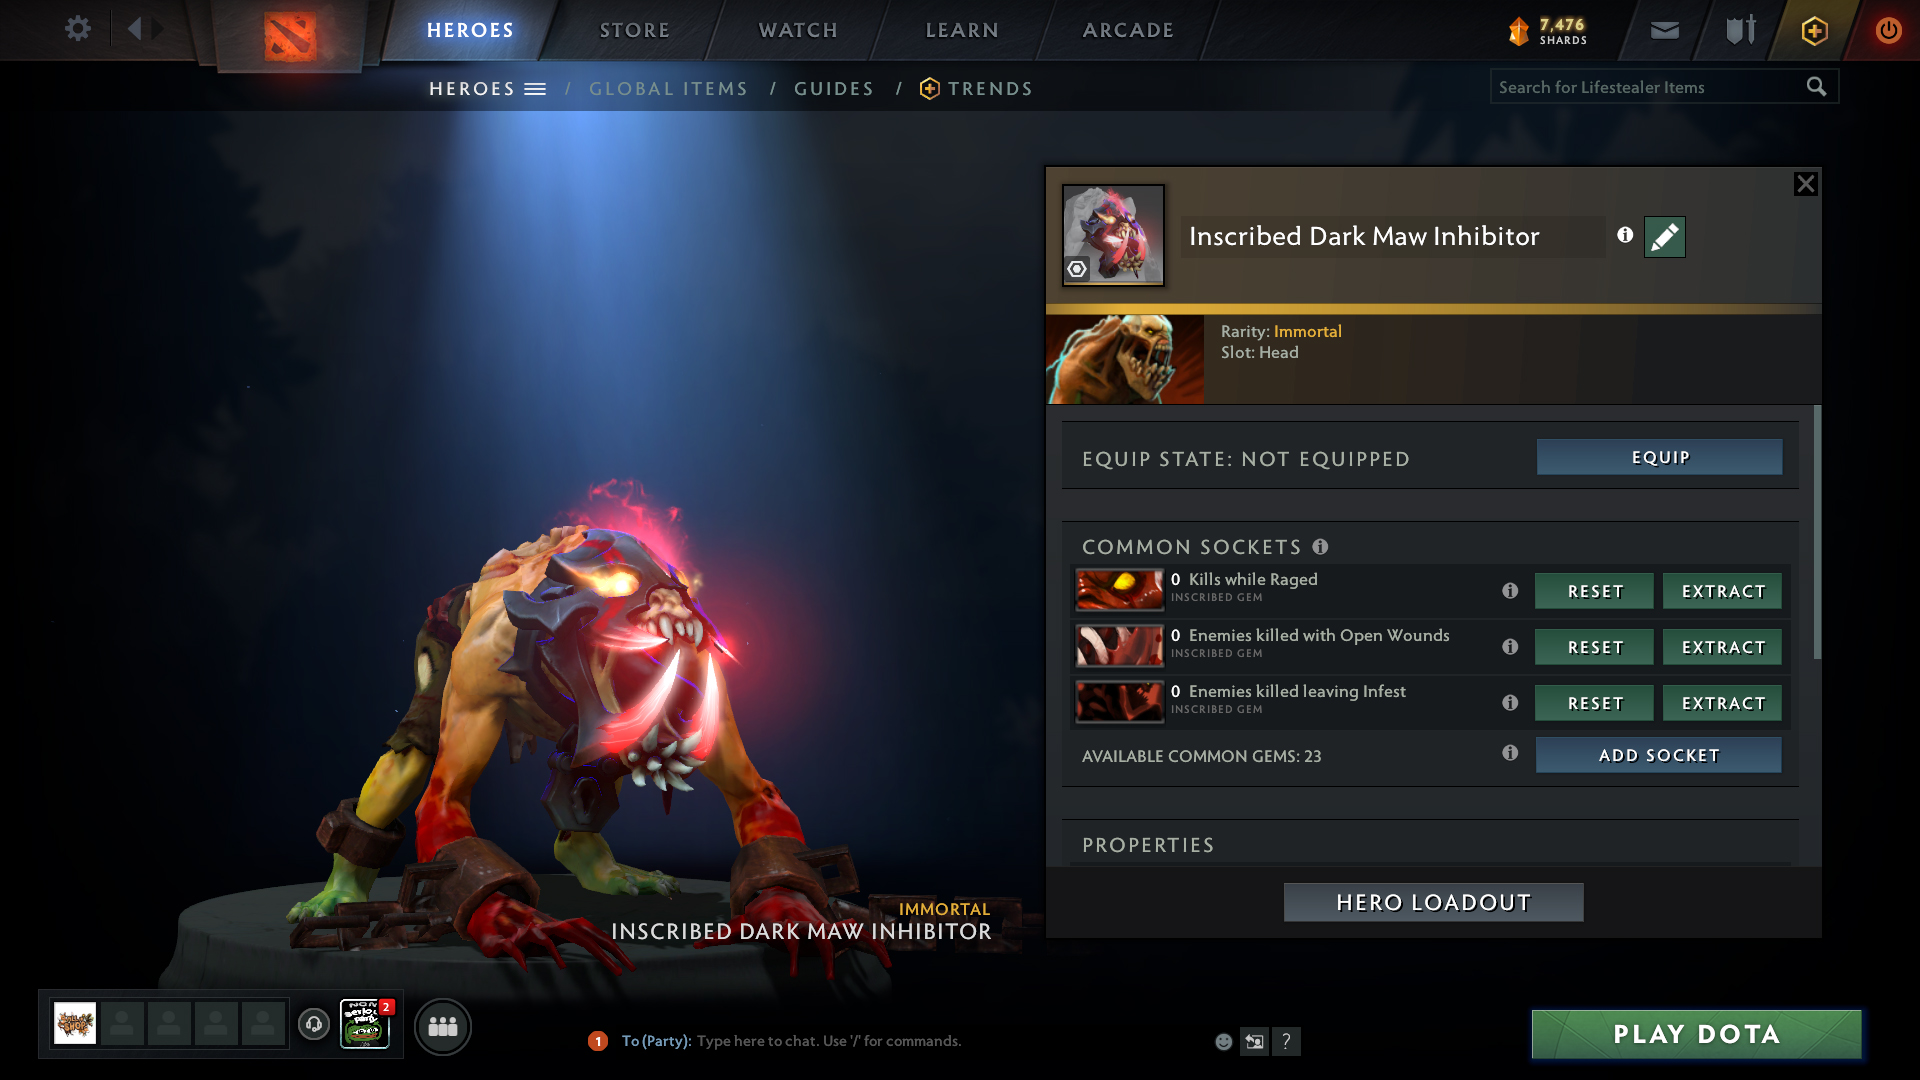 HEROES
STORE
WATCH
LEARN
ARCADE
7,476
SHARDS
HEROES / GLOBAL ITEMS / GUIDES / TRENDS
Search for Lifestealer Items
Inscribed Dark Maw Inhibitor
Rarity: Immortal
Slot: Head
EQUIP STATE: NOT EQUIPPED
EQUIP
COMMON SOCKETS
0 Kills while Raged
INSCRIBED GEM
RESET
EXTRACT
0 Enemies killed with Open Wounds
INSCRIBED GEM
RESET
EXTRACT
0 Enemies killed leaving Infest
INSCRIBED GEM
RESET
EXTRACT
AVAILABLE COMMON GEMS: 23
ADD SOCKET
PROPERTIES
HERO LOADOUT
IMMORTAL
INSCRIBED DARK MAW INHIBITOR
2
1
To (Party): Type here to chat. Use '/' for commands.
?
PLAY DOTA